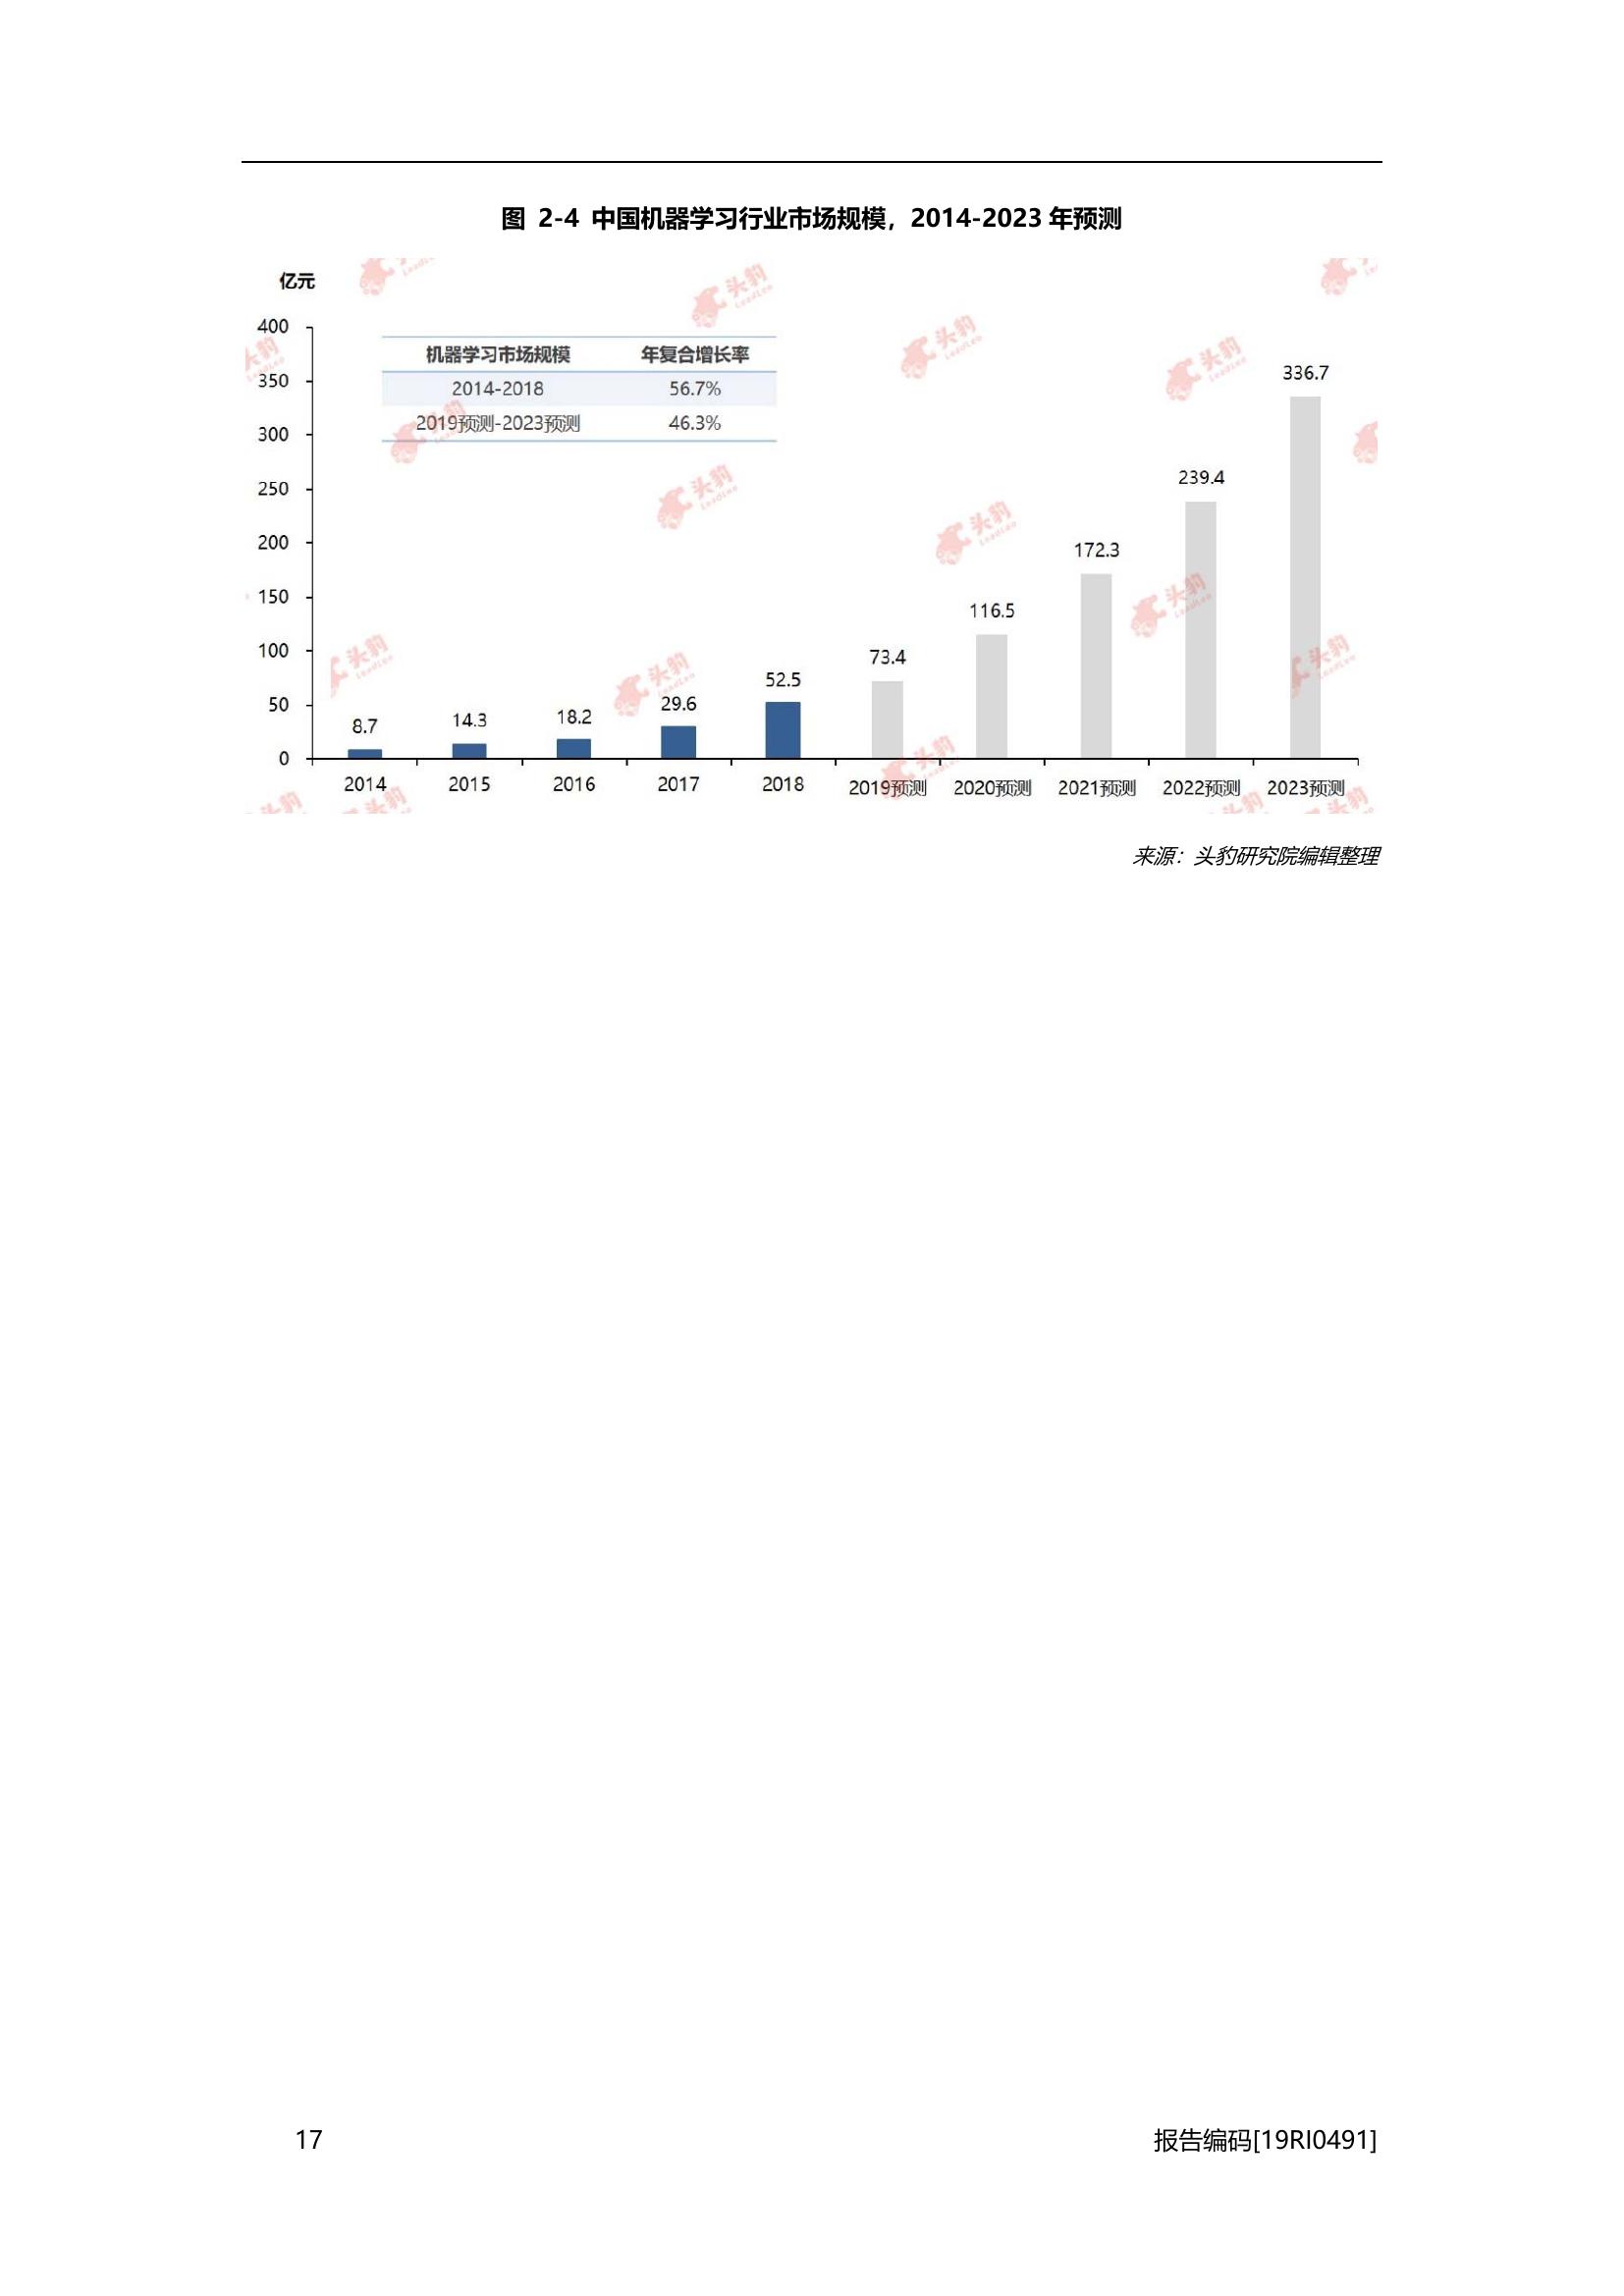 图 2-4 中国机器学习行业市场规模，2014-2023 年预测
亿元
400
350
300
250
200
150
100
50
0
机器学习市场规模 年复合增长率
2014-2018 56.7%
2019预测-2023预测 46.3%
8.7 14.3 18.2 29.6 52.5 73.4 116.5 172.3 239.4 336.7
2014 2015 2016 2017 2018 2019预测 2020预测 2021预测 2022预测 2023预测
头豹
LeadLeo
来源：头豹研究院编辑整理
17 报告编码[19RI0491]